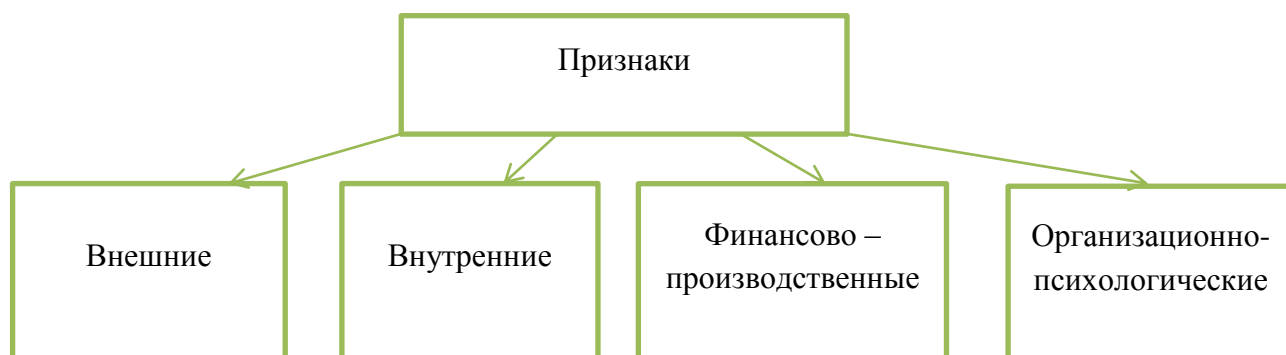 Признаки
Внешние
Внутренние
Финансово –
производственные
Организационно-
психологические